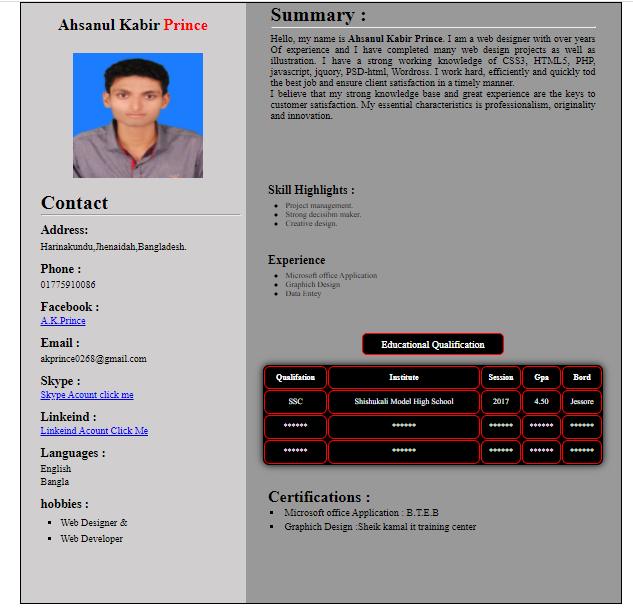 Ahsanul Kabir Prince
Contact
Address:
Harinakundu,Jhenaidah,Bangladesh.
Phone :
01775910086
Facebook :
A.K.Prince
Email :
akprince0268@gmail.com
Skype :
Skype Acount click me
Linkeind :
Linkeind Acount Click Me
Languages :
English
Bangla
hobbies :
Web Designer &
Web Developer
Summary :
Hello, my name is Ahsanul Kabir Prince. I am a web designer with over years
Of experience and I have completed many web design projects as well as
illustration. I have a strong working knowledge of CSS3, HTML5, PHP,
javascript, jquory, PSD-html, Wordross. I work hard, efficiently and quickly tod
the best job and ensure client satisfaction in a timely manner.
I believe that my strong knowledge base and great experience are the keys to
customer satisfaction. My essential characteristics is professionalism, originality
and innovation.
Skill Highlights :
Project management.
Strong decisibm maker.
Creative design.
Experience
Microsoft office Application
Graphich Design
Data Entey
Educational Qualification
Qualifation Institute Session Gpa Bord
SSC Shishukali Model High School 2017 4.50 Jessore
****** ****** ****** ****** ******
****** ****** ****** ****** ******
Certifications :
Microsoft office Application : B.T.E.B
Graphich Design :Sheik kamal it training center